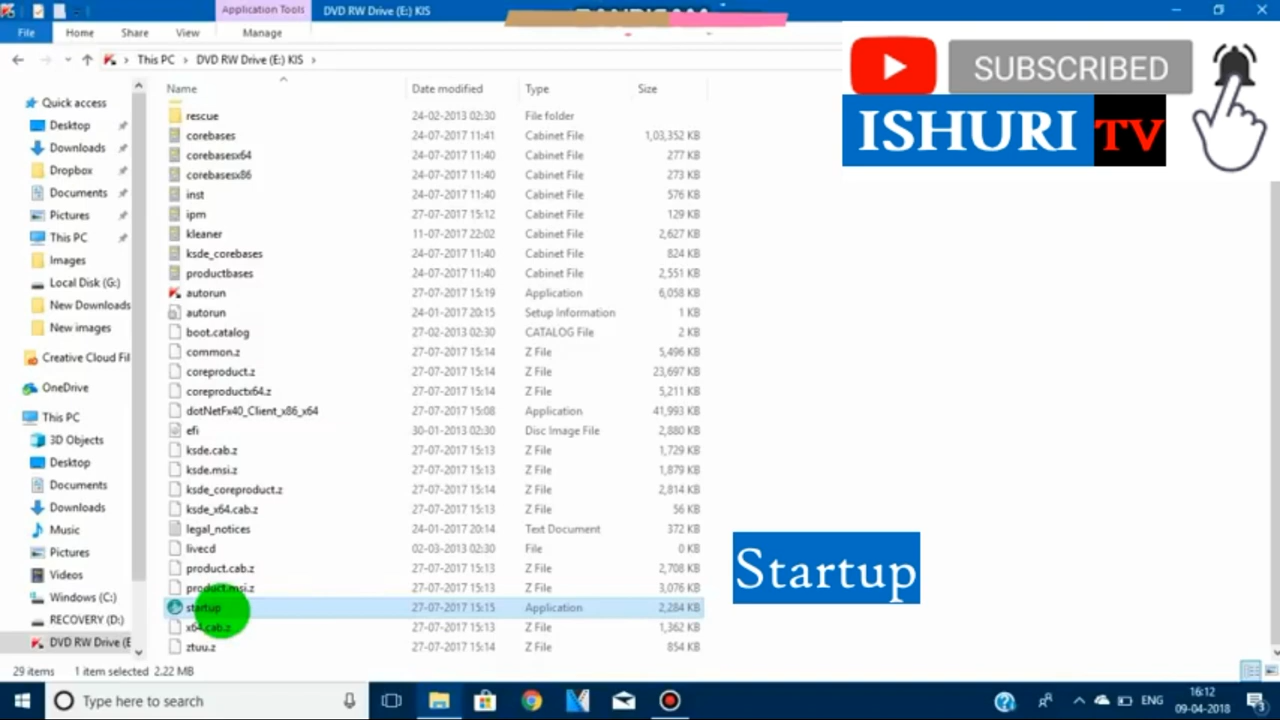 Application Tools
DVD RW Drive (E:) KIS
File
Home
Share
View
Manage
This PC
DVD RW Drive (E:) KIS
SUBSCRIBED
ISHURI TV
Name
Date modified
Type
Size
rescue 24-02-2013 02:30 File folder
corebases 24-07-2017 11:41 Cabinet File 1,03,352 KB
corebasesx64 24-07-2017 11:40 Cabinet File 277 KB
corebasesx86 24-07-2017 11:40 Cabinet File 273 KB
inst 24-07-2017 11:40 Cabinet File 576 KB
ipm 27-07-2017 15:12 Cabinet File 129 KB
kleaner 11-07-2017 22:02 Cabinet File 2,627 KB
ksde_corebases 24-07-2017 11:40 Cabinet File 824 KB
productbases 24-07-2017 11:40 Cabinet File 2,551 KB
autorun 27-07-2017 15:19 Application 6,058 KB
autorun 24-01-2017 20:15 Setup Information 1 KB
boot.catalog 27-02-2013 02:30 CATALOG File 2 KB
common.z 27-07-2017 15:14 Z File 5,496 KB
coreproduct.z 27-07-2017 15:14 Z File 23,697 KB
coreproductx64.z 27-07-2017 15:14 Z File 5,211 KB
dotNetFx40_Client_x86_x64 27-07-2017 15:08 Application 41,993 KB
efi 30-01-2013 02:30 Disc Image File 2,880 KB
ksde.cab.z 27-07-2017 15:13 Z File 1,729 KB
ksde.msi.z 27-07-2017 15:13 Z File 1,879 KB
ksde_coreproduct.z 27-07-2017 15:14 Z File 2,814 KB
ksde_x64.cab.z 27-07-2017 15:13 Z File 56 KB
legal_notices 24-01-2017 20:14 Text Document 372 KB
livecd 02-03-2013 02:30 File 0 KB
product.cab.z 27-07-2017 15:13 Z File 2,708 KB
product.msi.z 27-07-2017 15:13 Z File 3,076 KB
startup 27-07-2017 15:15 Application 2,284 KB
x64.cab.z 27-07-2017 15:13 Z File 1,362 KB
ztuu.z 27-07-2017 15:14 Z File 854 KB
Quick access
Desktop
Downloads
Dropbox
Documents
Pictures
This PC
Images
Local Disk (G:)
New Downloads
New images
Creative Cloud Fil
OneDrive
This PC
3D Objects
Desktop
Documents
Downloads
Music
Pictures
Videos
Windows (C:)
RECOVERY (D:)
DVD RW Drive (E
Startup
29 items
1 item selected 2.22 MB
Type here to search
ENG
16:12
09-04-2018
3